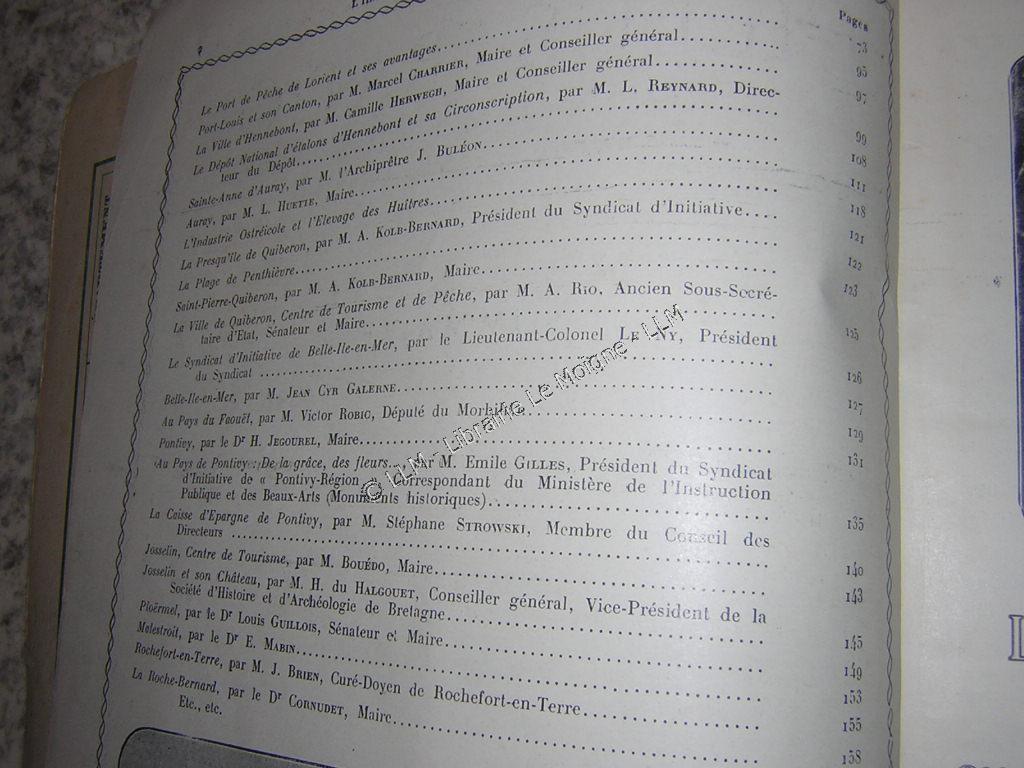 Pages
Le Port de Pêche de Lorient et ses avantages 73
Port-Louis et son Canton, par M. Marcel CHARRIER, Maire et Conseiller général 95
La Ville d'Hennebont, par M. Camille HERWEGH, Maire et Conseiller général 97
Le Dépôt National d'étalons d'Hennebont et sa Circonscription, par M. L. REYNARD, Direc-
teur du Dépôt 99
Sainte-Anne d'Auray, par M. l'Archiprêtre J. BULÉON 108
Auray, par M. L. HUETTE, Maire 111
L'Industrie Ostréicole et l'Elevage des Huîtres 118
La Presqu'île de Quiberon, par M. A. KOLB-BERNARD, Président du Syndicat d'Initiative 121
La Plage de Penthièvre 122
Saint-Pierre-Quiberon, par M. A. KOLB-BERNARD, Maire 123
La Ville de Quiberon, Centre de Tourisme et de Pêche, par M. A. RIO, Ancien Sous-Secré-
taire d'Etat, Sénateur et Maire 125
Le Syndicat d'Initiative de Belle-Ile-en-Mer, par le Lieutenant-Colonel LE NY, Président
du Syndicat 126
Belle-Ile-en-Mer, par M. JEAN CYR GALERNE 127
Au Pays du Faouët, par M. Victor ROBIC, Député du Morbihan 129
Pontivy, par le Dr H. JEGOUREL, Maire 131
Au Pays de Pontivy : De la grâce, des fleurs... par M. Emile GILLES, Président du Syndicat
d'Initiative de « Pontivy-Région », Correspondant du Ministère de l'Instruction
Publique et des Beaux-Arts (Monuments historiques) 135
La Caisse d'Epargne de Pontivy, par M. Stéphane STROWSKI, Membre du Conseil des
Directeurs 140
Josselin, Centre de Tourisme, par M. BOUÉDO, Maire 143
Josselin et son Château, par M. H. DU HALGOUET, Conseiller général, Vice-Président de la
Société d'Histoire et d'Archéologie de Bretagne 145
Ploërmel, par le Dr Louis GUILLOIS, Sénateur et Maire 149
Malestroit, par le Dr E. MABIN 153
Rochefort-en-Terre, par M. J. BRIEN, Curé-Doyen de Rochefort-en-Terre 155
La Roche-Bernard, par le Dr CORNUDET, Maire 158
Etc., etc.
© LLM - Librairie Le Moigne - LLM